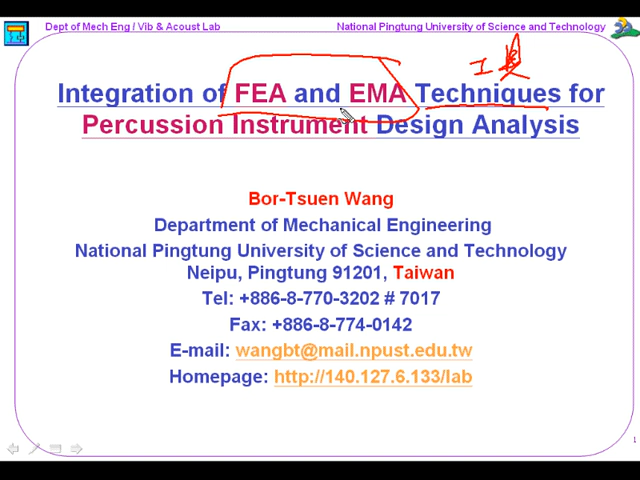 Dept of Mech Eng / Vib & Acoust Lab
National Pingtung University of Science and Technology
工具
Integration of FEA and EMA Techniques for
Percussion Instrument Design Analysis
Bor-Tsuen Wang
Department of Mechanical Engineering
National Pingtung University of Science and Technology
Neipu, Pingtung 91201, Taiwan
Tel: +886-8-770-3202 # 7017
Fax: +886-8-774-0142
E-mail: wangbt@mail.npust.edu.tw
Homepage: http://140.127.6.133/lab
1